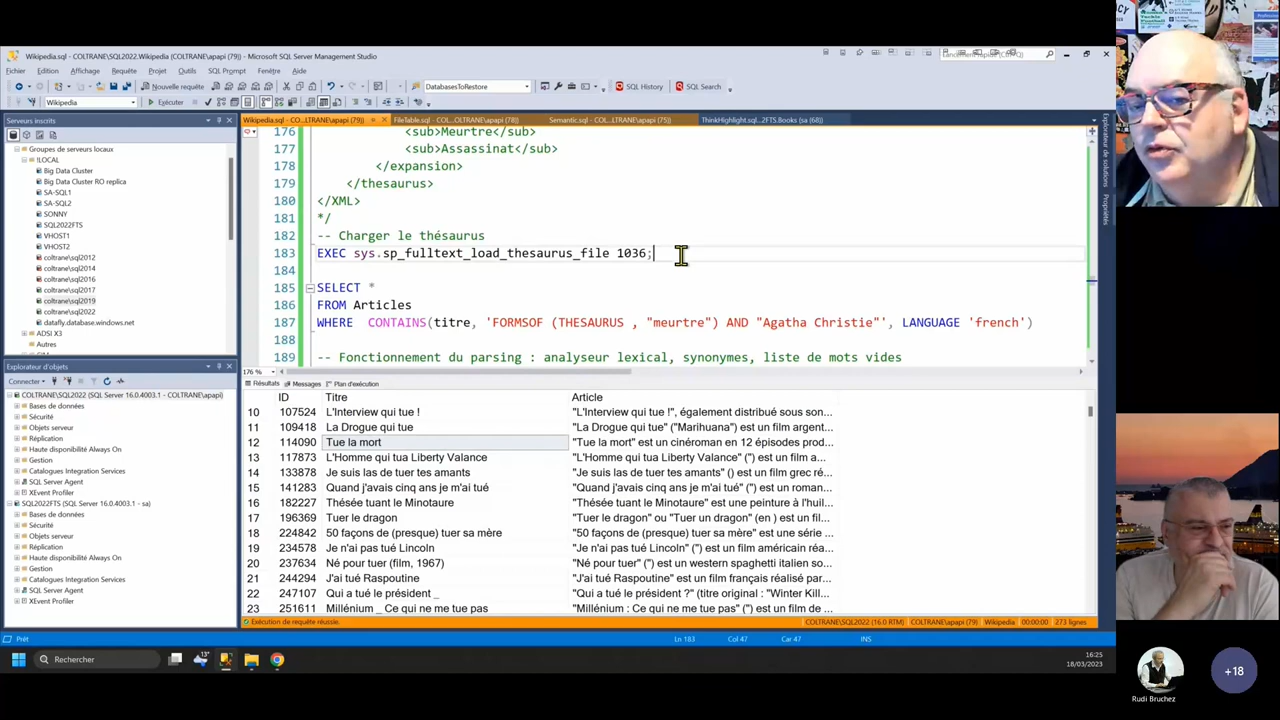 Wikipedia.sql - COLTRANE\SQL2022.Wikipedia (COLTRANE\apapi (79)) - Microsoft SQL Server Management Studio
Fichier Edition Affichage Requête Projet Outils SQL Prompt Fenêtre Aide
Nouvelle requête
DatabasesToRestore
SQL History
SQL Search
Wikipedia
Exécuter
Serveurs inscrits
Groupes de serveurs locaux
!LOCAL
Big Data Cluster
Big Data Cluster RO replica
SA-SQL1
SA-SQL2
SONNY
SQL2022FTS
VHOST1
VHOST2
coltrane\sql2012
coltrane\sql2014
coltrane\sql2016
coltrane\sql2017
coltrane\sql2019
coltrane\sql2022
datafly.database.windows.net
ADSI X3
Autres
Explorateur d'objets
Connecter
COLTRANE\SQL2022 (SQL Server 16.0.4003.1 - COLTRANE\apapi)
Bases de données
Sécurité
Objets serveur
Réplication
Haute disponibilité Always On
Gestion
Catalogues Integration Services
SQL Server Agent
XEvent Profiler
SQL2022FTS (SQL Server 16.0.4003.1 - sa)
Bases de données
Sécurité
Objets serveur
Réplication
Haute disponibilité Always On
Gestion
Catalogues Integration Services
SQL Server Agent
XEvent Profiler
Wikipedia.sql - CO...LTRANE\apapi (79))
FileTable.sql - CO...OLTRANE\apapi (78))
Semantic.sql - COL...OLTRANE\apapi (75))
ThinkHighlight.sql...2FTS.Books (sa (68))
176 <sub>Meurtre</sub>
177 <sub>Assassinat</sub>
178 </expansion>
179 </thesaurus>
180 </XML>
181 */
182 -- Charger le thésaurus
183 EXEC sys.sp_fulltext_load_thesaurus_file 1036;
184
185 SELECT *
186 FROM Articles
187 WHERE CONTAINS(titre, 'FORMSOF (THESAURUS , "meurtre") AND "Agatha Christie"', LANGUAGE 'french')
188
189 -- Fonctionnement du parsing : analyseur lexical, synonymes, liste de mots vides
176 %
Résultats Messages Plan d'exécution
ID Titre Article
10 107524 L'Interview qui tue ! "L'Interview qui tue !", également distribué sous son...
11 109418 La Drogue qui tue "La Drogue qui tue" ("Marihuana") est un film argent...
12 114090 Tue la mort "Tue la mort" est un cinéroman en 12 épisodes prod...
13 117873 L'Homme qui tua Liberty Valance "L'Homme qui tua Liberty Valance" (") est un film a...
14 133878 Je suis las de tuer tes amants "Je suis las de tuer tes amants" () est un film grec ré...
15 141283 Quand j'avais cinq ans je m'ai tué "Quand j'avais cinq ans je m'ai tué" (") est un roman...
16 182227 Thésée tuant le Minotaure "Thésée tuant le Minotaure" est une peinture à l'huil...
17 196369 Tuer le dragon "Tuer le dragon" ou "Tuer un dragon" (en ) est un fil...
18 224842 50 façons de (presque) tuer sa mère "50 façons de (presque) tuer sa mère" est une série ...
19 234578 Je n'ai pas tué Lincoln "Je n'ai pas tué Lincoln" (") est un film américain réa...
20 237634 Né pour tuer (film, 1967) "Né pour tuer" (") est un western spaghetti italien so...
21 244294 J'ai tué Raspoutine "J'ai tué Raspoutine" est un film français réalisé par...
22 247107 Qui a tué le président _ "Qui a tué le président ?" (titre original : "Winter Kill...
23 251611 Millénium _ Ce qui ne me tue pas "Millénium : Ce qui ne me tue pas" (") est un film de ...
Exécution de requête réussie.
COLTRANE\SQL2022 (16.0 RTM) COLTRANE\apapi (79) Wikipedia 00:00:00 273 lignes
Prêt
Ln 183 Col 47 Car 47 INS
Explorateur de solutions
Propriétés
Rechercher
13°
16:25
18/03/2023
Rudi Bruchez
+18